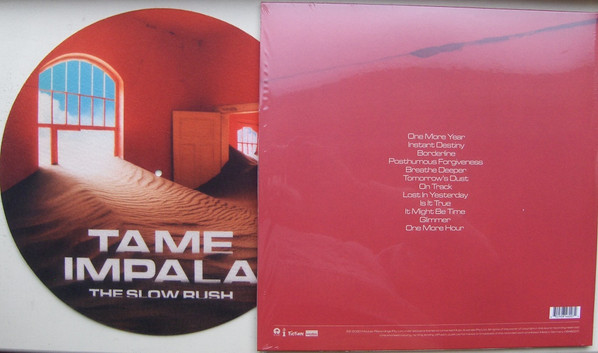 TAME
IMPALA
THE SLOW RUSH
One More Year
Instant Destiny
Borderline
Posthumous Forgiveness
Breathe Deeper
Tomorrow's Dust
On Track
Lost In Yesterday
Is It True
It Might Be Time
Glimmer
One More Hour